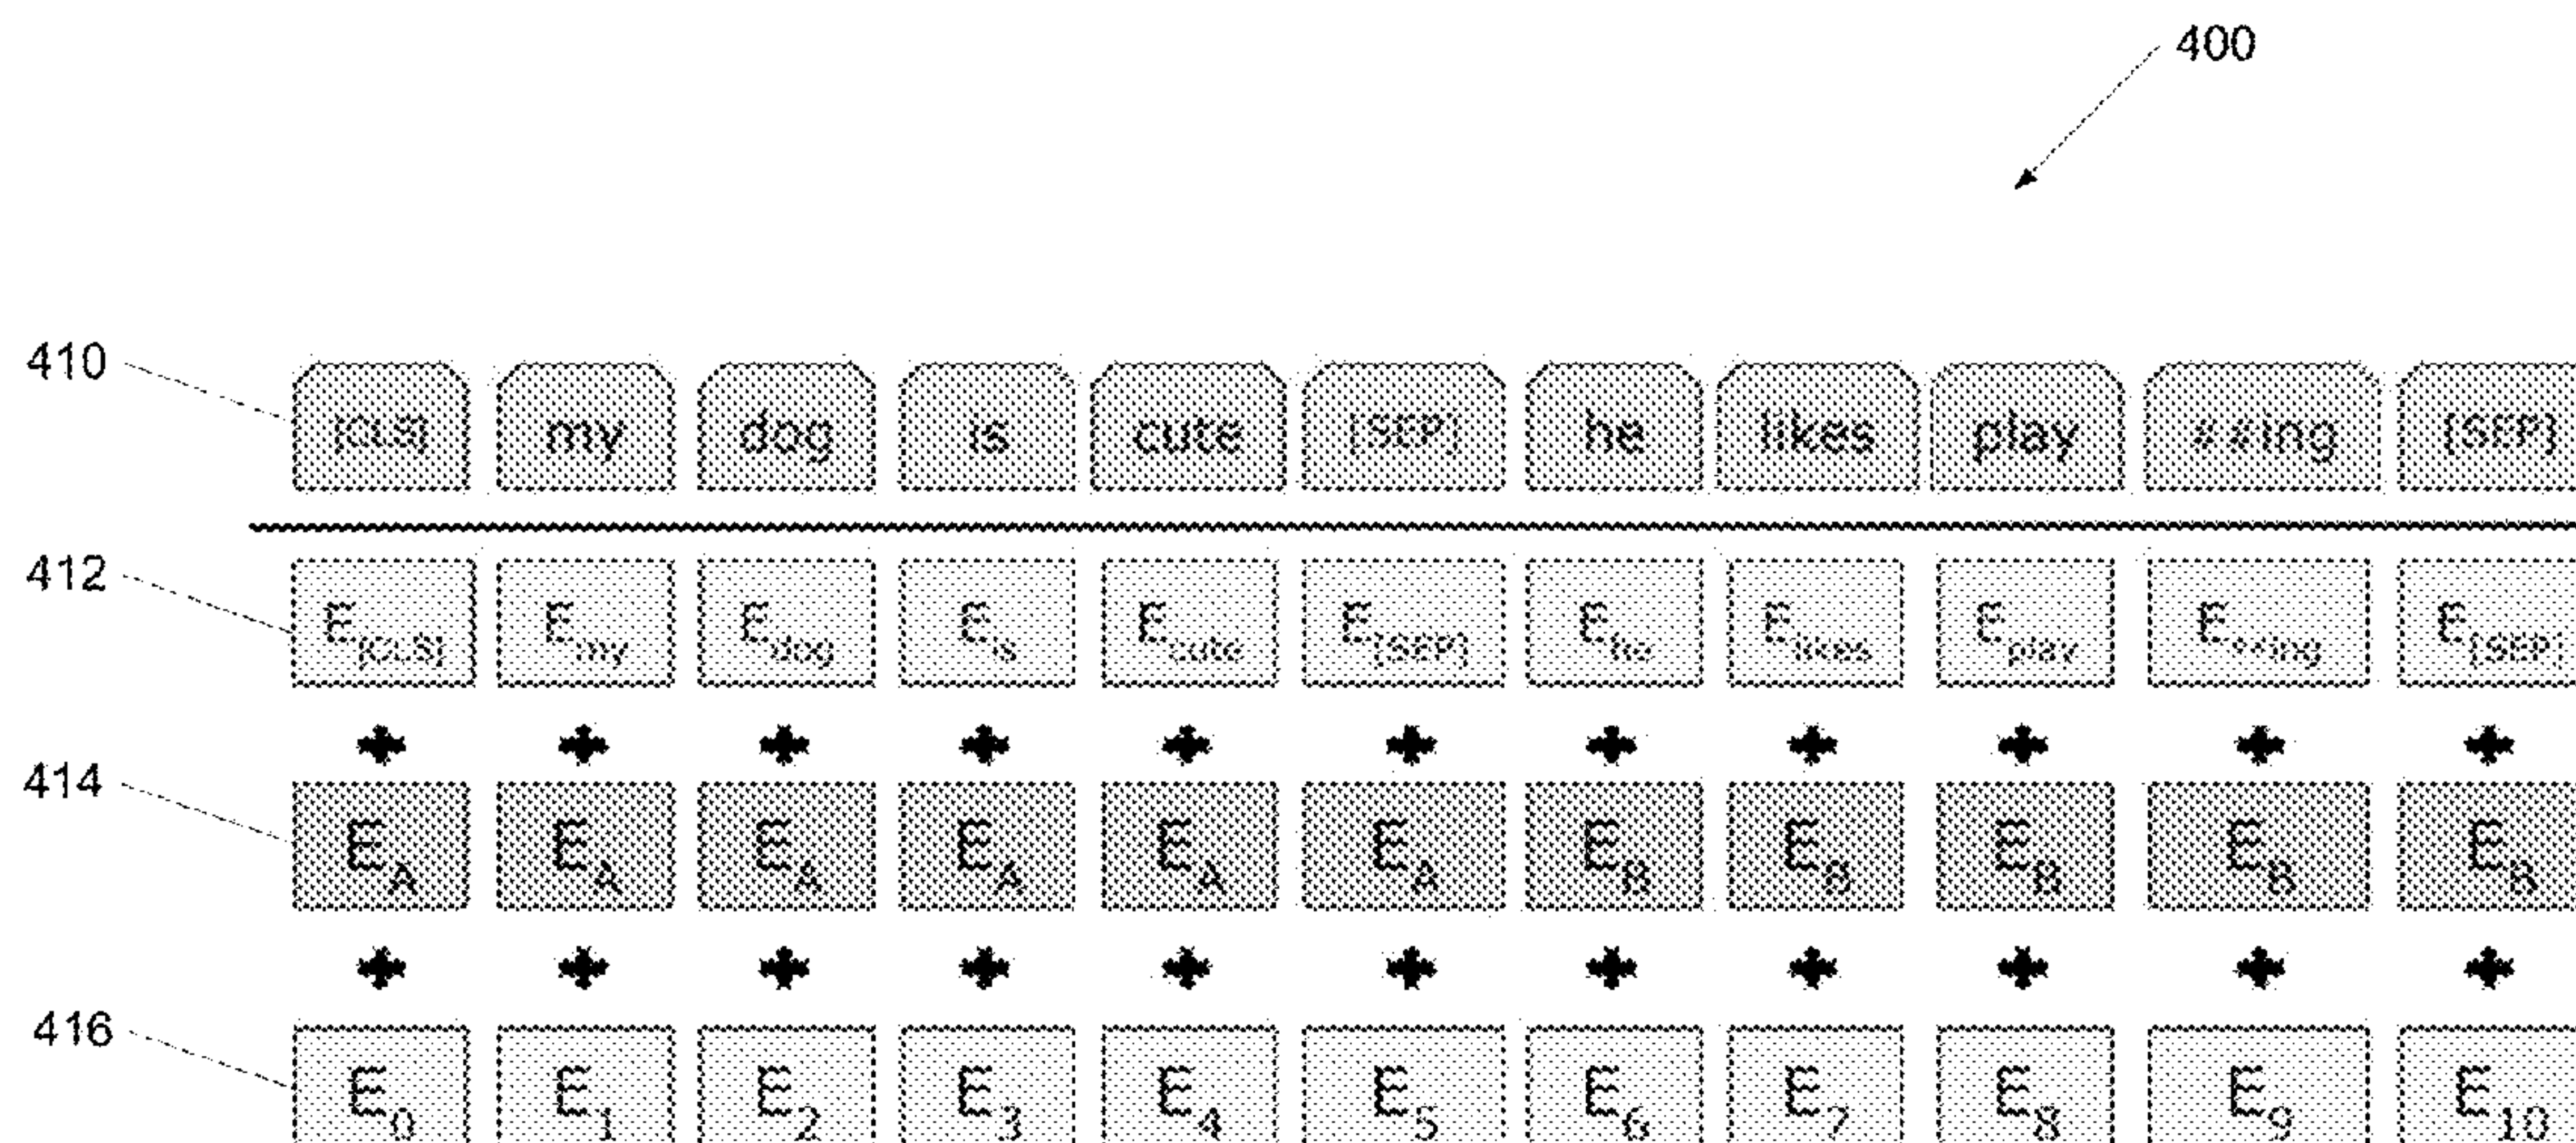 400
410 [CLS] my dog is cute [SEP] he likes play ##ing [SEP]
412 E[CLS] Emy Edog Eis Ecute E[SEP] Ehe Elikes Eplay E##ing E[SEP]
414 EA EA EA EA EA EA EB EB EB EB EB
416 E0 E1 E2 E3 E4 E5 E6 E7 E8 E9 E10